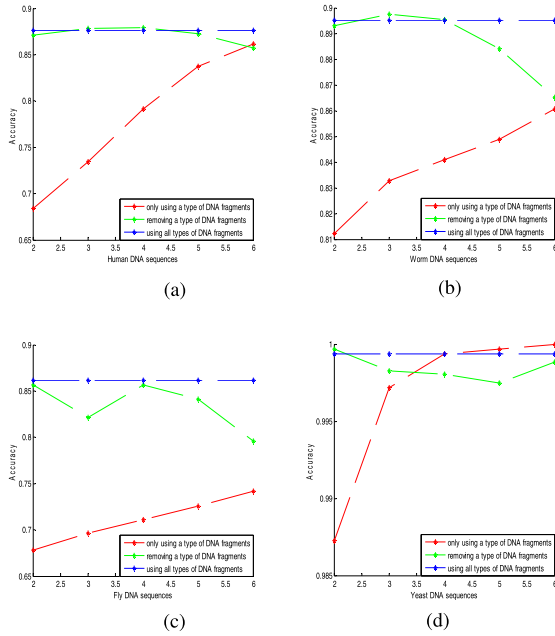 0.9
0.85
0.8
0.75
0.7
0.65
Accuracy
2 2.5 3 3.5 4 4.5 5 5.5 6
Human DNA sequences
only using a type of DNA fragments
removing a type of DNA fragments
using all types of DNA fragments
(a)
0.9
0.89
0.88
0.87
0.86
0.85
0.84
0.83
0.82
0.81
Accuracy
2 2.5 3 3.5 4 4.5 5 5.5 6
Worm DNA sequences
only using a type of DNA fragments
removing a type of DNA fragments
using all types of DNA fragments
(b)
0.9
0.85
0.8
0.75
0.7
0.65
Accuracy
2 2.5 3 3.5 4 4.5 5 5.5 6
Fly DNA sequences
only using a type of DNA fragments
removing a type of DNA fragments
using all types of DNA fragments
(c)
1
0.995
0.99
0.985
Accuracy
2 2.5 3 3.5 4 4.5 5 5.5 6
Yeast DNA sequences
only using a type of DNA fragments
removing a type of DNA fragments
using all types of DNA fragments
(d)